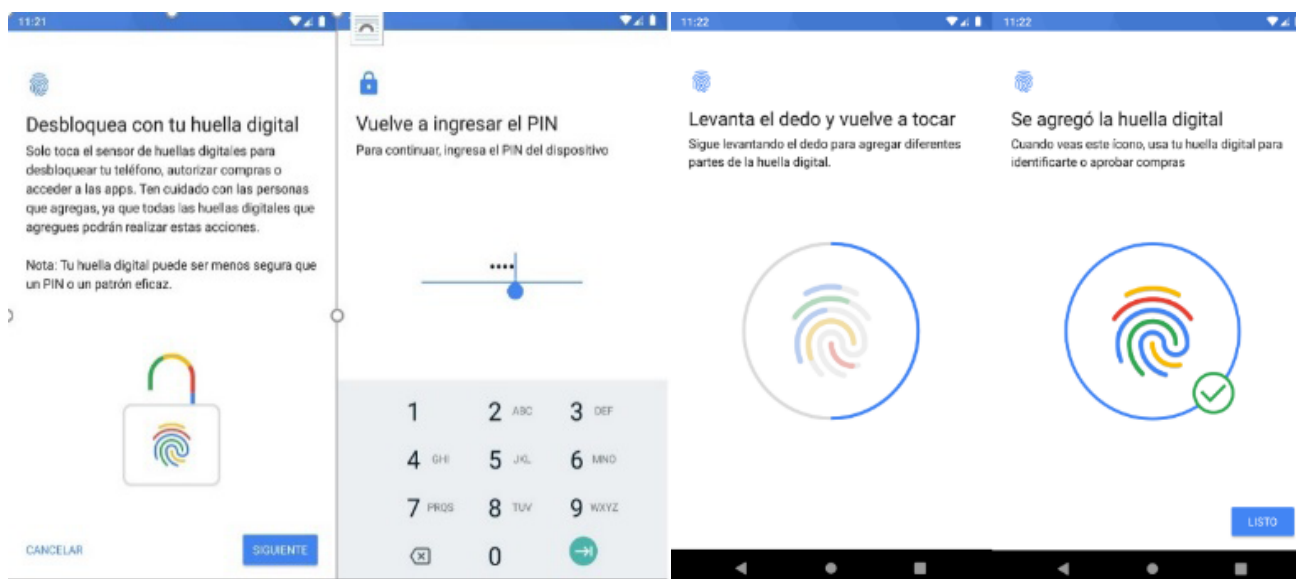 11:21
Desbloquea con tu huella digital
Solo toca el sensor de huellas digitales para
desbloquear tu teléfono, autorizar compras o
acceder a las apps. Ten cuidado con las personas
que agregas, ya que todas las huellas digitales que
agregues podrán realizar estas acciones.
Nota: Tu huella digital puede ser menos segura que
un PIN o un patrón eficaz.
CANCELAR
SIGUIENTE
Vuelve a ingresar el PIN
Para continuar, ingresa el PIN del dispositivo
••••
1 2 ABC 3 DEF
4 GHI 5 JKL 6 MNO
7 PRQS 8 TUV 9 WXYZ
0
11:22
Levanta el dedo y vuelve a tocar
Sigue levantando el dedo para agregar diferentes
partes de la huella digital.
11:22
Se agregó la huella digital
Cuando veas este ícono, usa tu huella digital para
identificarte o aprobar compras
LISTO